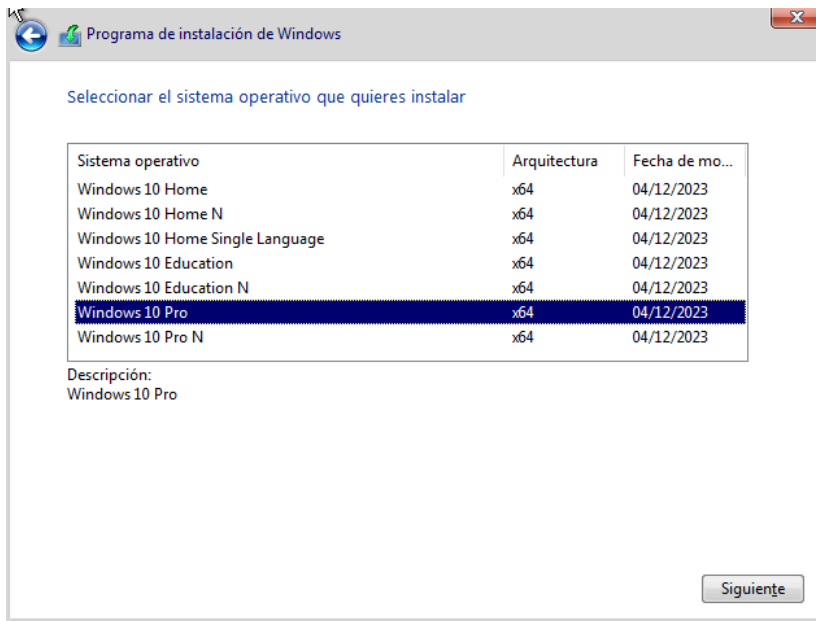 Programa de instalación de Windows
Seleccionar el sistema operativo que quieres instalar
Sistema operativo Arquitectura Fecha de mo...
Windows 10 Home x64 04/12/2023
Windows 10 Home N x64 04/12/2023
Windows 10 Home Single Language x64 04/12/2023
Windows 10 Education x64 04/12/2023
Windows 10 Education N x64 04/12/2023
Windows 10 Pro x64 04/12/2023
Windows 10 Pro N x64 04/12/2023
Descripción:
Windows 10 Pro
Siguiente